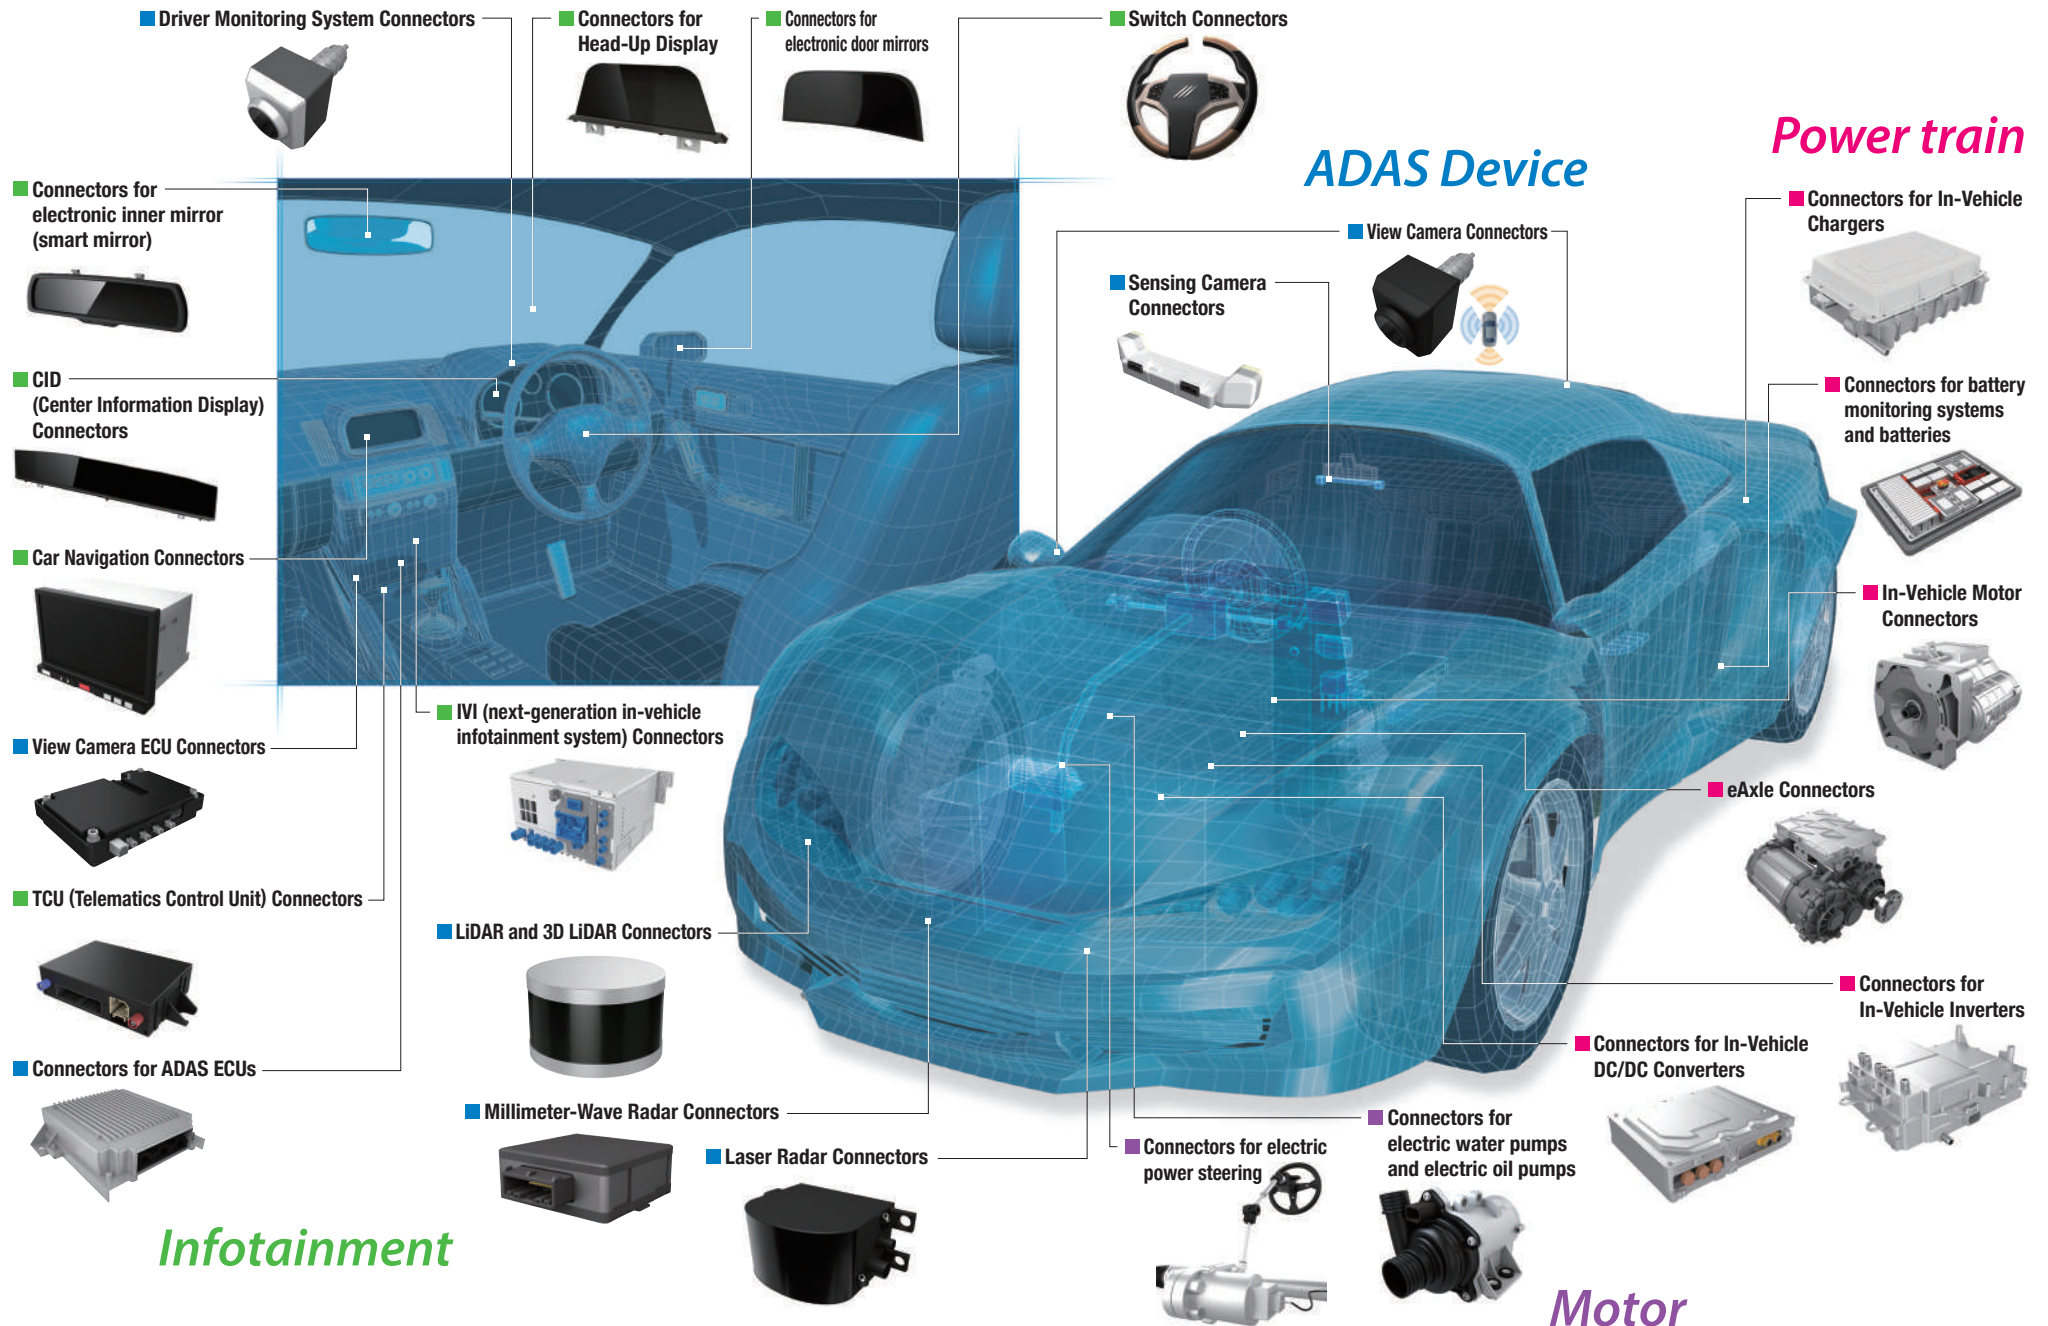 Driver Monitoring System Connectors
Connectors for
Head-Up Display
Connectors for
electronic door mirrors
Switch Connectors
Power train
ADAS Device
Connectors for
electronic inner mirror
(smart mirror)
Connectors for In-Vehicle
Chargers
View Camera Connectors
Sensing Camera
Connectors
CID
(Center Information Display)
Connectors
Connectors for battery
monitoring systems
and batteries
Car Navigation Connectors
In-Vehicle Motor
Connectors
IVI (next-generation in-vehicle
infotainment system) Connectors
View Camera ECU Connectors
eAxle Connectors
TCU (Telematics Control Unit) Connectors
LiDAR and 3D LiDAR Connectors
Connectors for
In-Vehicle Inverters
Connectors for In-Vehicle
DC/DC Converters
Connectors for ADAS ECUs
Millimeter-Wave Radar Connectors
Laser Radar Connectors
Connectors for electric
power steering
Connectors for
electric water pumps
and electric oil pumps
Infotainment
Motor